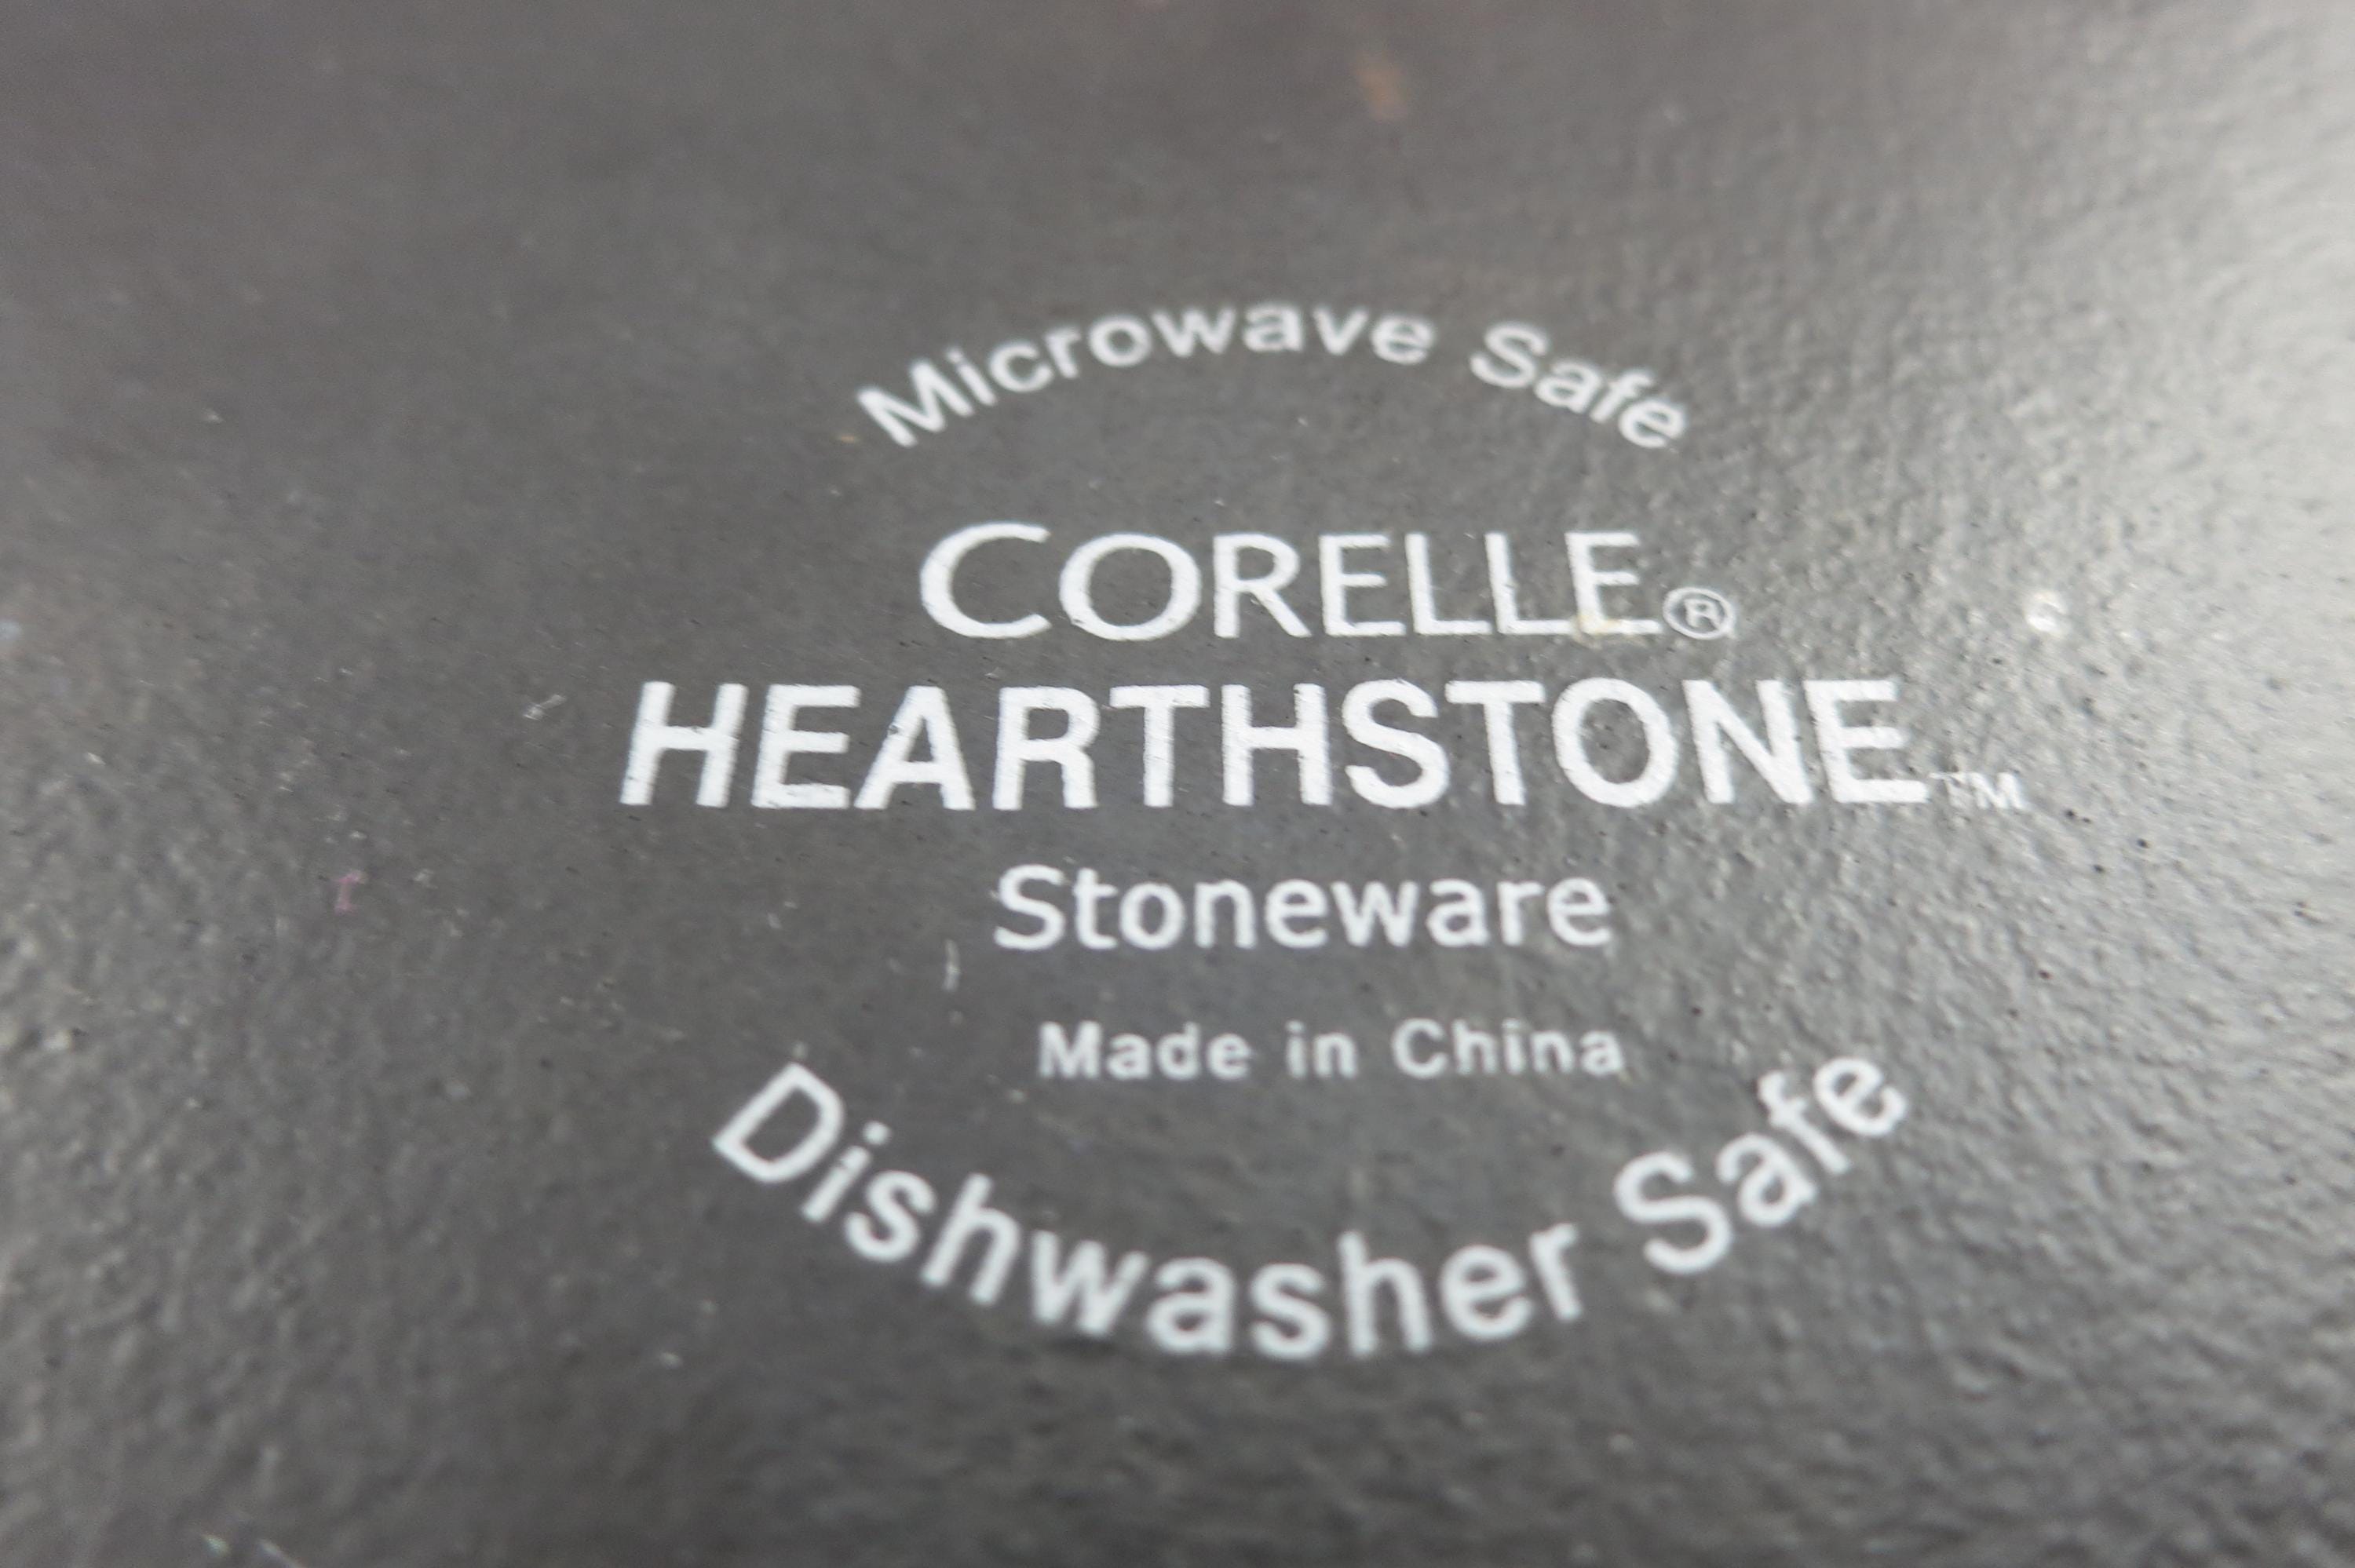 Microwave Safe
CORELLE®
HEARTHSTONE™
Stoneware
Made in China
Dishwasher Safe